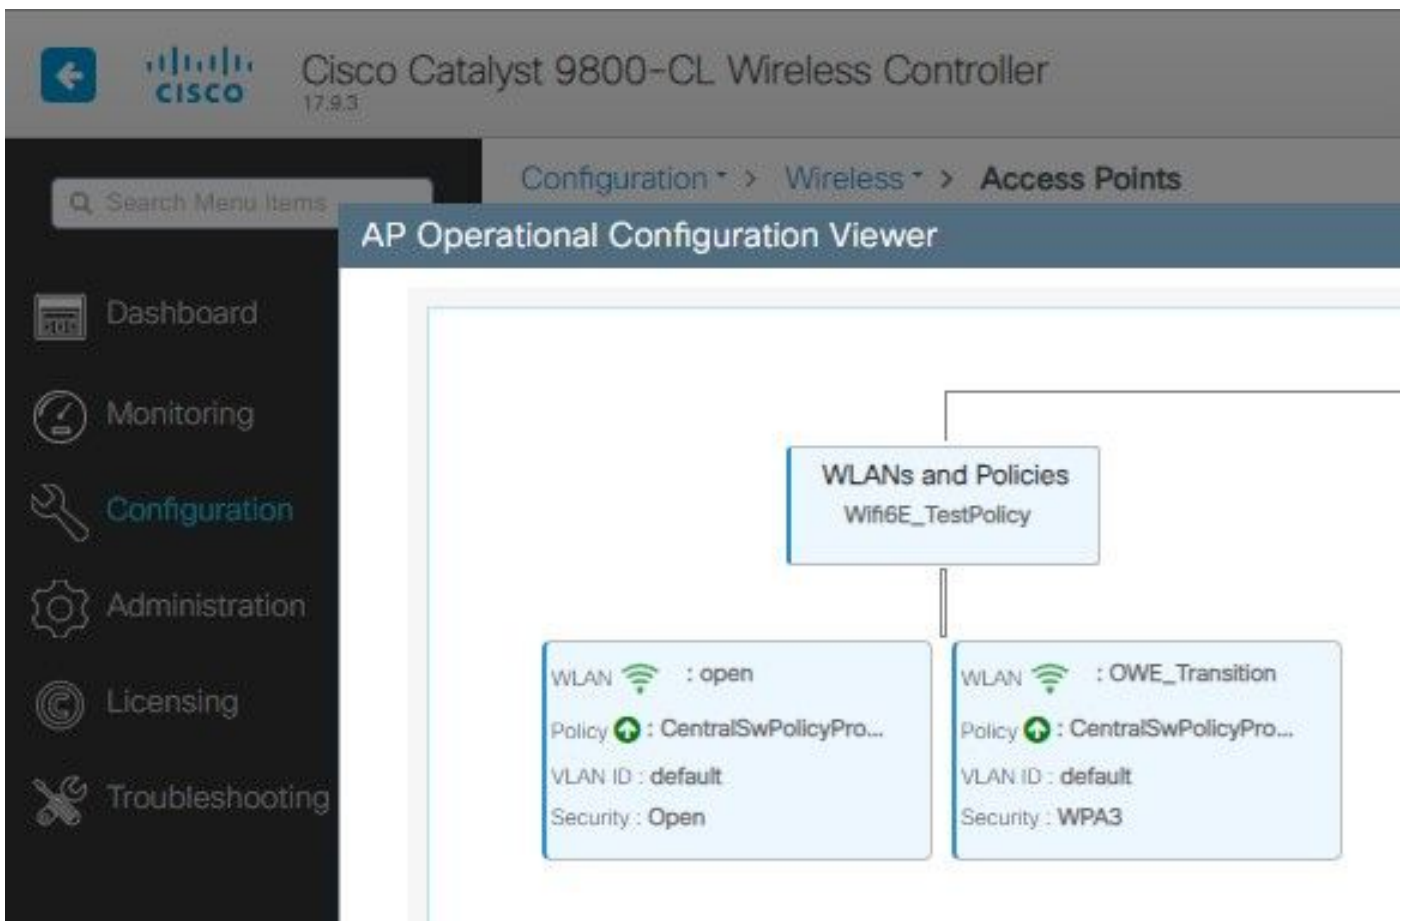 CISCO
Cisco Catalyst 9800-CL Wireless Controller
17.9.3
Search Menu Items
Configuration > Wireless > Access Points
AP Operational Configuration Viewer
Dashboard
Monitoring
Configuration
Administration
Licensing
Troubleshooting
WLANs and Policies
Wifi6E_TestPolicy
WLAN : open
Policy : CentralSwPolicyPro...
VLAN ID : default
Security : Open
WLAN : OWE_Transition
Policy : CentralSwPolicyPro...
VLAN ID : default
Security : WPA3